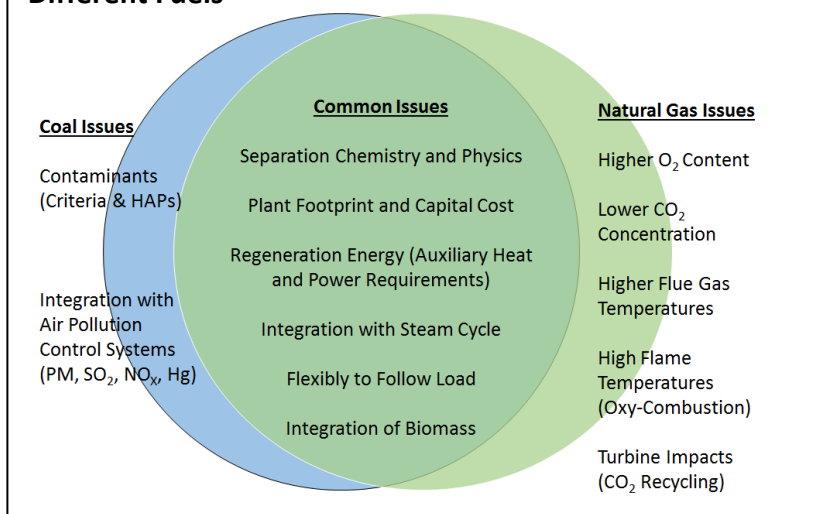 Different Fuels
Coal Issues
Contaminants
(Criteria & HAPs)
Integration with
Air Pollution
Control Systems
(PM, SO₂, NOₓ, Hg)
Common Issues
Separation Chemistry and Physics
Plant Footprint and Capital Cost
Regeneration Energy (Auxiliary Heat
and Power Requirements)
Integration with Steam Cycle
Flexibly to Follow Load
Integration of Biomass
Natural Gas Issues
Higher O₂ Content
Lower CO₂
Concentration
Higher Flue Gas
Temperatures
High Flame
Temperatures
(Oxy-Combustion)
Turbine Impacts
(CO₂ Recycling)